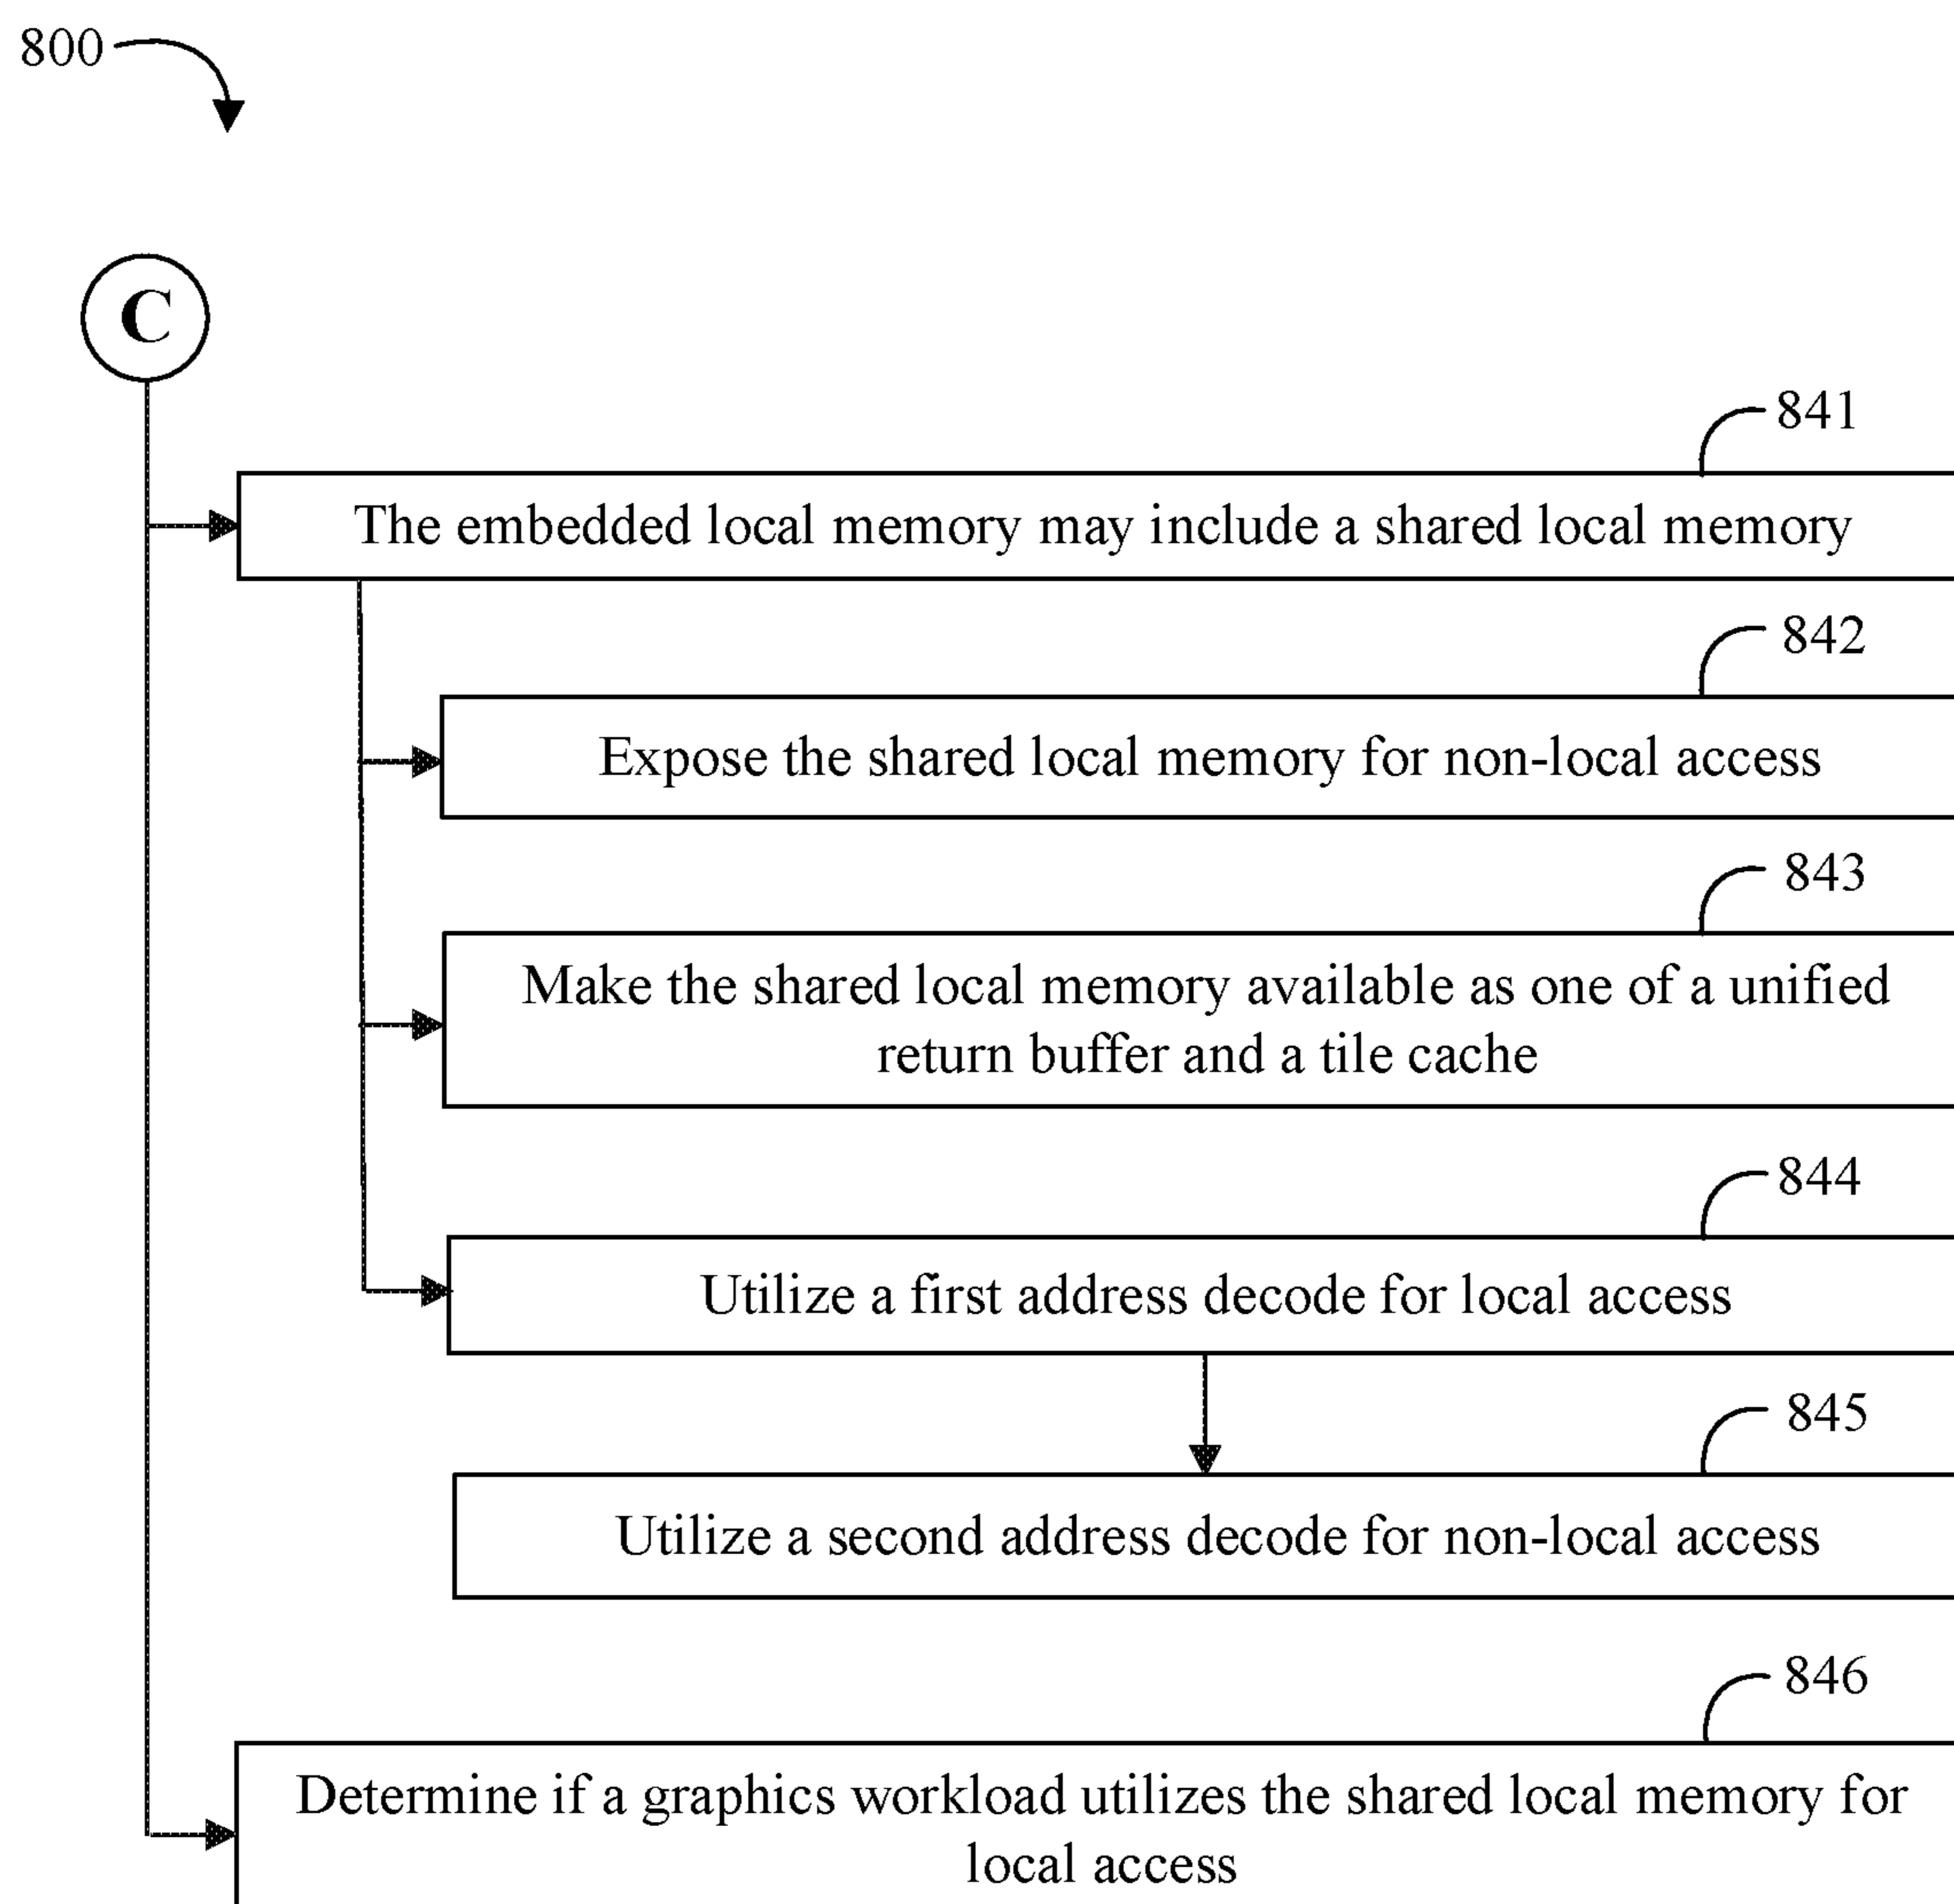 800
C
841
The embedded local memory may include a shared local memory
842
Expose the shared local memory for non-local access
843
Make the shared local memory available as one of a unified
return buffer and a tile cache
844
Utilize a first address decode for local access
845
Utilize a second address decode for non-local access
846
Determine if a graphics workload utilizes the shared local memory for
local access